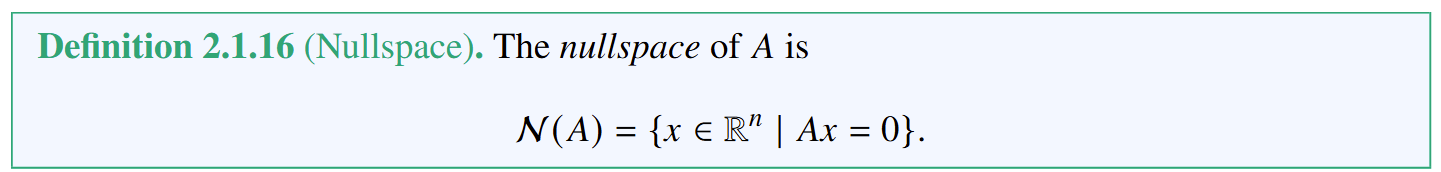 Definition 2.1.16 (Nullspace). The nullspace of A is
𝒩(A) = {x ∈ ℝⁿ | Ax = 0}.